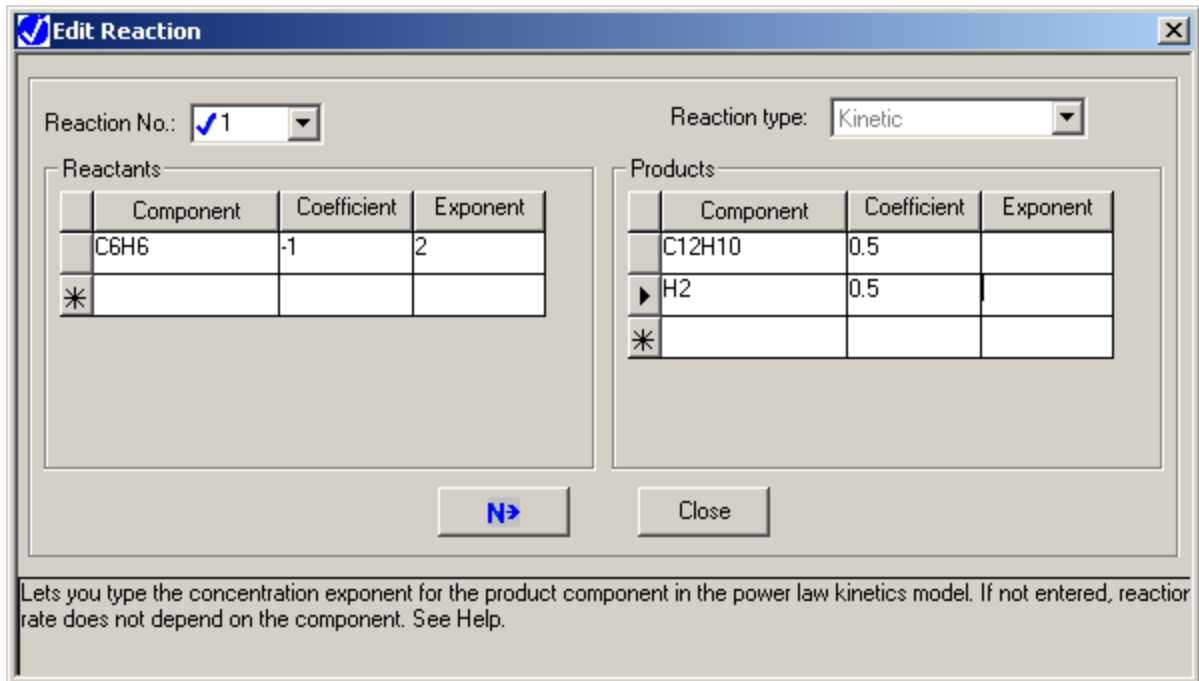 Edit Reaction
Reaction No.: 1
Reaction type: Kinetic
Reactants
Component Coefficient Exponent
C6H6 -1 2
Products
Component Coefficient Exponent
C12H10 0.5
H2 0.5
N
Close
Lets you type the concentration exponent for the product component in the power law kinetics model. If not entered, reaction
rate does not depend on the component. See Help.